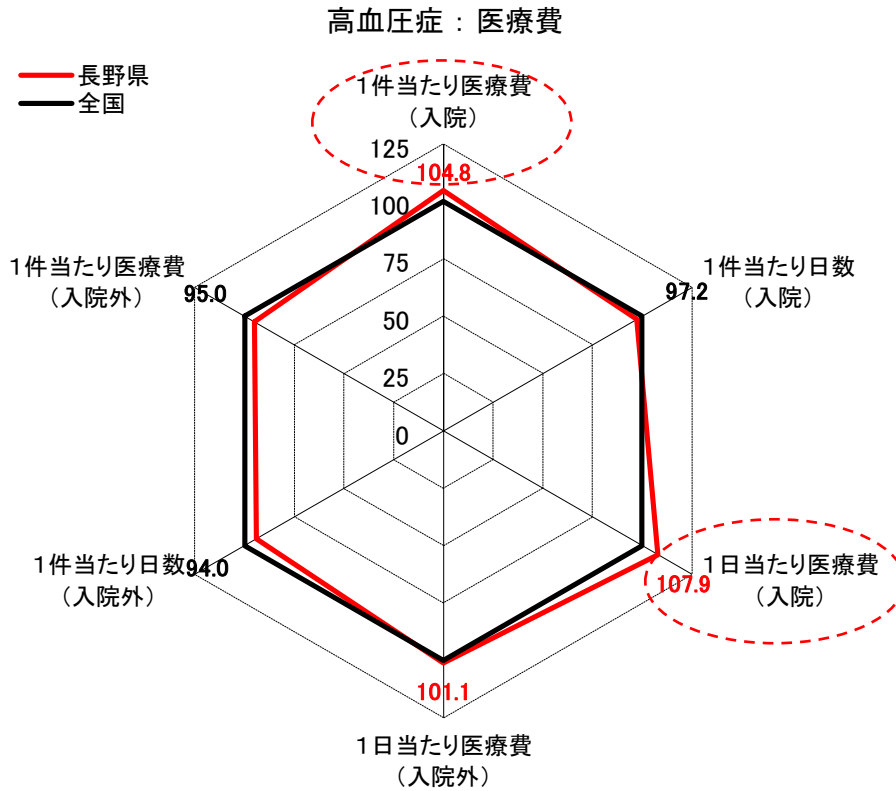 高血圧症 : 医療費
長野県
全国
1件当たり医療費
（入院）
125
104.8
100
75
50
25
0
1件当たり医療費
（入院外）
95.0
1件当たり日数
（入院）
97.2
1件当たり日数
（入院外）
94.0
1日当たり医療費
（入院）
107.9
101.1
1日当たり医療費
（入院外）